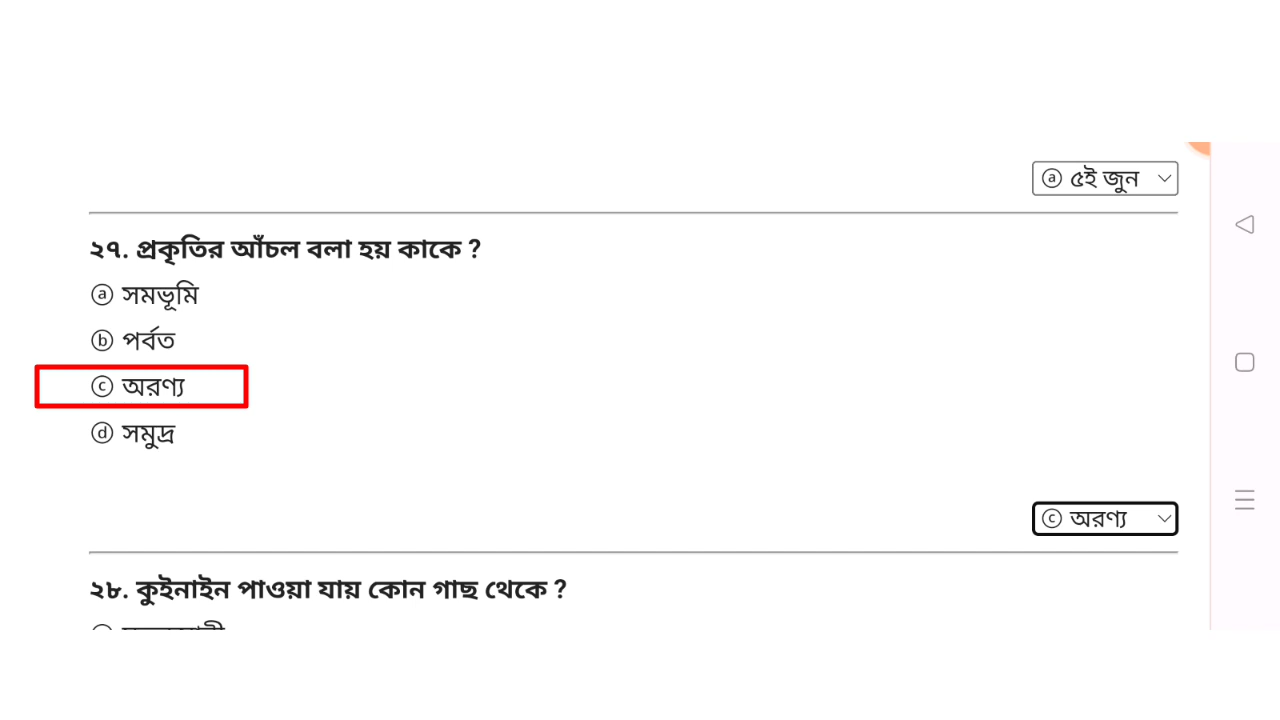 ⓐ ৫ই জুন
২৭. প্রকৃতির আঁচল বলা হয় কাকে ?
ⓐ সমভূমি
ⓑ পর্বত
ⓒ অরণ্য
ⓓ সমুদ্র
ⓒ অরণ্য
২৮. কুইনাইন পাওয়া যায় কোন গাছ থেকে ?